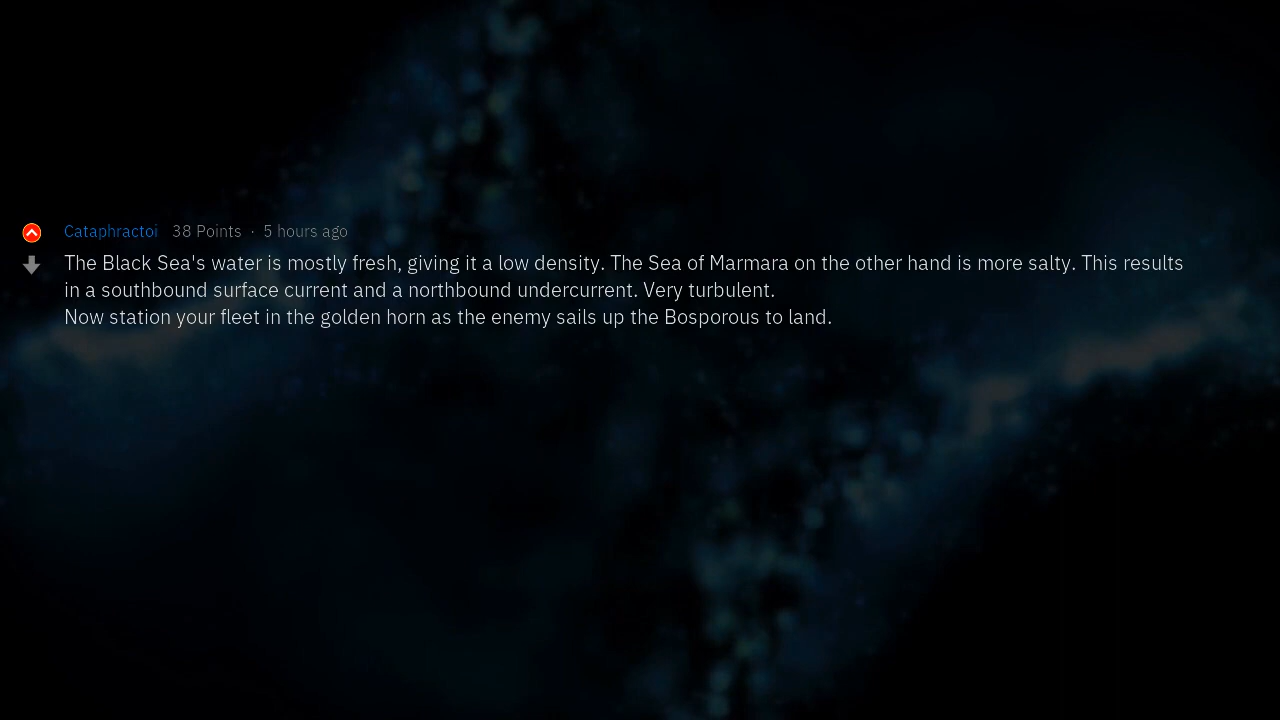 Cataphractoi 38 Points · 5 hours ago
The Black Sea's water is mostly fresh, giving it a low density. The Sea of Marmara on the other hand is more salty. This results
in a southbound surface current and a northbound undercurrent. Very turbulent.
Now station your fleet in the golden horn as the enemy sails up the Bosporous to land.